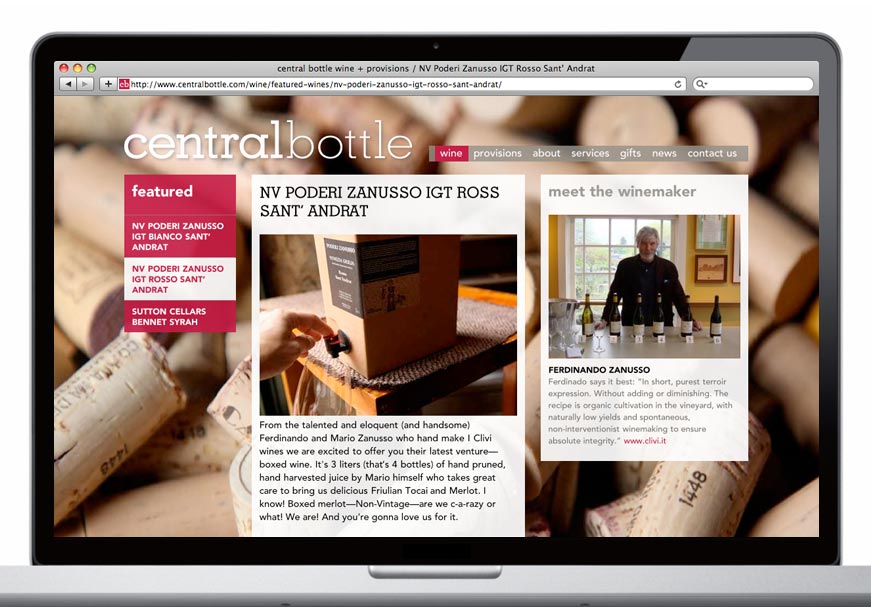 central bottle wine + provisions / NV Poderi Zanusso IGT Rosso Sant' Andrat
cb http://www.centralbottle.com/wine/featured-wines/nv-poderi-zanusso-igt-rosso-sant-andrat/
centralbottle
wine provisions about services gifts news contact us
featured
NV PODERI ZANUSSO
IGT BIANCO SANT'
ANDRAT
NV PODERI ZANUSSO
IGT ROSSO SANT'
ANDRAT
SUTTON CELLARS
BENNET SYRAH
NV PODERI ZANUSSO IGT ROSS
SANT' ANDRAT
PODERI ZANUSSO
From the talented and eloquent (and handsome)
Ferdinando and Mario Zanusso who hand make I Clivi
wines we are excited to offer you their latest venture—
boxed wine. It's 3 liters (that's 4 bottles) of hand pruned,
hand harvested juice by Mario himself who takes great
care to bring us delicious Friulian Tocai and Merlot. I
know! Boxed merlot—Non-Vintage—are we c-a-razy or
what! We are! And you're gonna love us for it.
meet the winemaker
FERDINANDO ZANUSSO
Ferdinado says it best: "In short, purest terroir
expression. Without adding or diminishing. The
recipe is organic cultivation in the vineyard, with
naturally low yields and spontaneous,
non-interventionist winemaking to ensure
absolute integrity." www.clivi.it
1448
1448